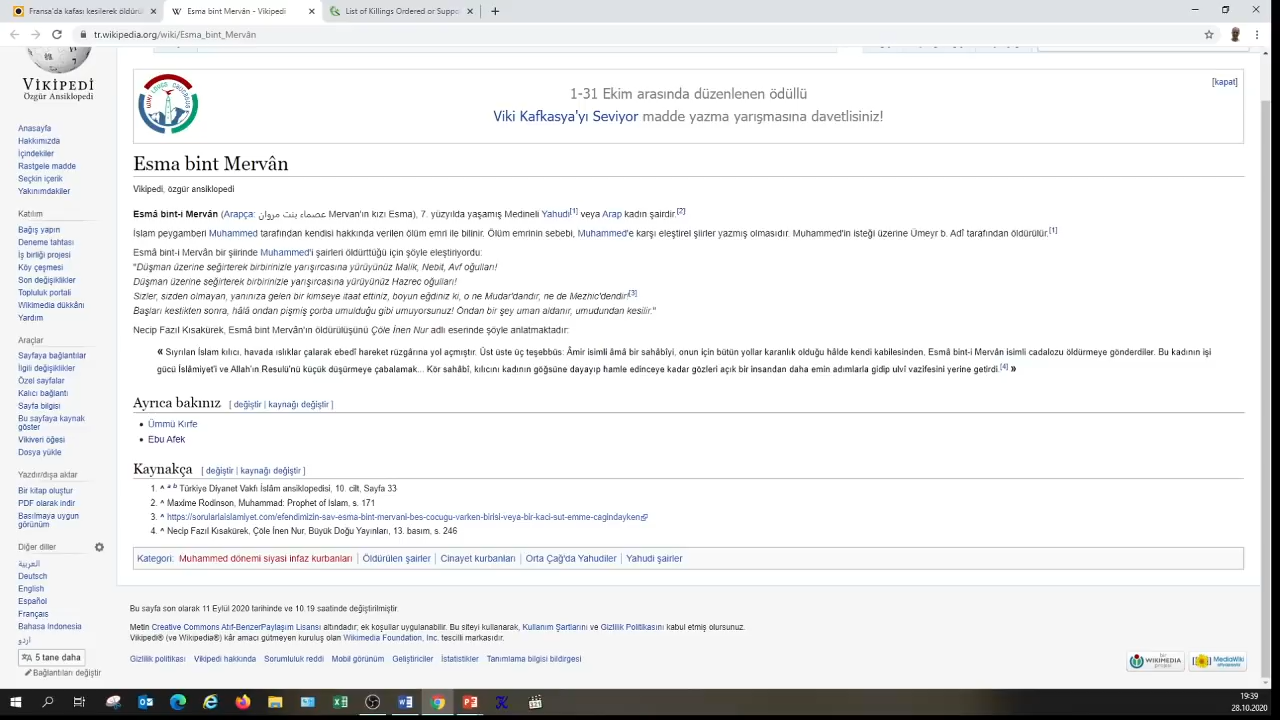 Fransa'da kafası kesilerek öldürül
Esma bint Mervân - Vikipedi
List of Killings Ordered or Suppo
tr.wikipedia.org/wiki/Esma_bint_Mervân
VİKİPEDİ
Özgür Ansiklopedi
Anasayfa
Hakkımızda
İçindekiler
Rastgele madde
Seçkin içerik
Yakınımdakiler
Katılım
Bağış yapın
Deneme tahtası
İş birliği projesi
Köy çeşmesi
Son değişiklikler
Topluluk portali
Wikimedia dükkânı
Yardım
Araçlar
Sayfaya bağlantılar
İlgili değişiklikler
Özel sayfalar
Kalıcı bağlantı
Sayfa bilgisi
Bu sayfaya kaynak
göster
Vikiveri öğesi
Dosya yükle
Yazdır/dışa aktar
Bir kitap oluştur
PDF olarak indir
Basılmaya uygun
görünüm
Diğer diller
العربية
Deutsch
English
Español
Français
Bahasa Indonesia
اردو
5 tane daha
Bağlantıları değiştir
1-31 Ekim arasında düzenlenen ödüllü
Viki Kafkasya'yı Seviyor madde yazma yarışmasına davetlisiniz!
[kapat]
Esma bint Mervân
Vikipedi, özgür ansiklopedi
Esmâ bint-i Mervân (Arapça: عصماء بنت مروان Mervan'ın kızı Esma), 7. yüzyılda yaşamış Medineli Yahudi[1] veya Arap kadın şairdir.[2]
İslam peygamberi Muhammed tarafından kendisi hakkında verilen ölüm emri ile bilinir. Ölüm emrinin sebebi, Muhammed'e karşı eleştirel şiirler yazmış olmasıdır. Muhammed'in isteği üzerine Ümeyr b. Adî tarafından öldürülür.[1]
Esmâ bint-i Mervân bir şiirinde Muhammed'i şairleri öldürttüğü için şöyle eleştiriyordu:
"Düşman üzerine seğirterek birbirinizle yarışırcasına yürüyünüz Malik, Nebit, Avf oğulları!
Düşman üzerine seğirterek birbirinizle yarışırcasına yürüyünüz Hazrec oğulları!
Sizler, sizden olmayan, yanınıza gelen bir kimseye itaat ettiniz, boyun eğdiniz ki, o ne Mudar'dandır, ne de Mezhic'dendir![3]
Başları kesildikten sonra, hâlâ ondan pişmiş çorba umulduğu gibi umuyorsunuz! Ondan bir şey uman aldanır, umudundan kesilir."
Necip Fazıl Kısakürek, Esmâ bint Mervân'ın öldürülüşünü Çöle İnen Nur adlı eserinde şöyle anlatmaktadır:
« Sıyrılan İslam kılıcı, havada ıslıklar çalarak ebedî hareket rüzgârına yol açmıştır. Üst üste üç teşebbüs: Âmîr isimli âmâ bir sahâbîyi, onun için bütün yollar karanlık olduğu hâlde kendi kabilesinden, Esmâ bint-i Mervân isimli cadalozu öldürmeye gönderdiler. Bu kadının işi
gücü İslâmiyet'i ve Allah'ın Resulü'nü küçük düşürmeye çabalamak... Kör sahâbî, kılıcını kadının göğsüne dayayıp hamle edinceye kadar gözleri açık bir insandan daha emin adımlarla gidip ulvî vazifesini yerine getirdi.[4] »
Ayrıca bakınız [ değiştir | kaynağı değiştir ]
Ümmü Kırfe
Ebu Afek
Kaynakça [ değiştir | kaynağı değiştir ]
1. ^ a b Türkiye Diyanet Vakfı İslâm ansiklopedisi, 10. cilt, Sayfa 33
2. ^ Maxime Rodinson, Muhammad: Prophet of Islam, s. 171
3. ^ https://sorularlaislamiyet.com/efendimizin-sav-esma-bint-mervani-bes-cocugu-varken-birisi-veya-bir-kaci-sut-emme-cagindayken
4. ^ Necip Fazıl Kısakürek, Çöle İnen Nur, Büyük Doğu Yayınları, 13. basım, s. 246
Kategori: Muhammed dönemi siyasi infaz kurbanları | Öldürülen şairler | Cinayet kurbanları | Orta Çağ'da Yahudiler | Yahudi şairler
Bu sayfa son olarak 11 Eylül 2020 tarihinde ve 10.19 saatinde değiştirilmiştir.
Metin Creative Commons Atıf-BenzerPaylaşım Lisansı altındadır; ek koşullar uygulanabilir. Bu siteyi kullanarak, Kullanım Şartlarını ve Gizlilik Politikasını kabul etmiş olursunuz.
Vikipedi® (ve Wikipedia®) kâr amacı gütmeyen kuruluş olan Wikimedia Foundation, Inc. tescilli markasıdır.
Gizlilik politikası Vikipedi hakkında Sorumluluk reddi Mobil görünüm Geliştiriciler İstatistikler Tanımlama bilgisi bildirgesi
WIKIMEDIA
MediaWiki
19:39
28.10.2020